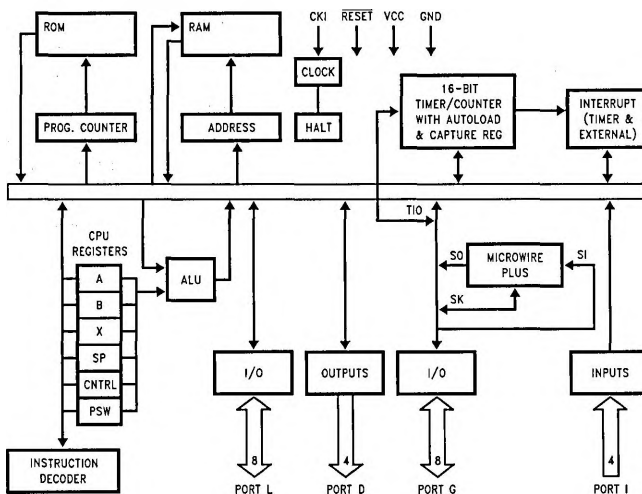 ROM
RAM
CKI
RESET
VCC
GND
CLOCK
HALT
PROG. COUNTER
ADDRESS
16-BIT
TIMER/COUNTER
WITH AUTOLOAD
& CAPTURE REG
INTERRUPT
(TIMER &
EXTERNAL)
TIO
CPU
REGISTERS
A
B
X
SP
CNTRL
PSW
ALU
SO
MICROWIRE
PLUS
SI
SK
I/O
OUTPUTS
I/O
INPUTS
INSTRUCTION
DECODER
8
4
8
4
PORT L
PORT D
PORT G
PORT I